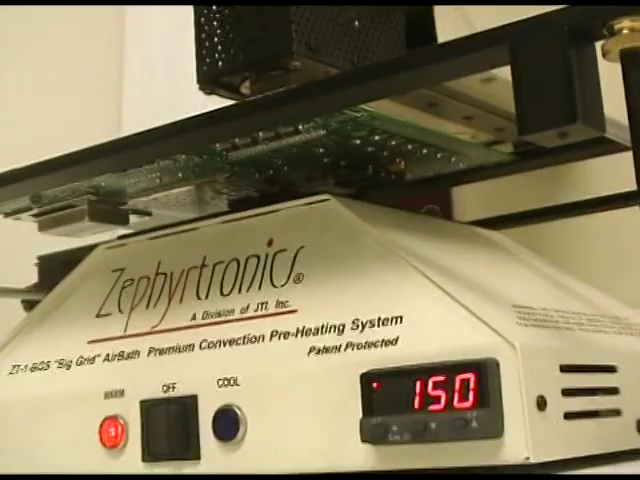 Zephyrtronics®
A Division of JTI, Inc.
ZT-1-BGS "Big Grid" AirBath Premium Convection Pre-Heating System
Patent Protected
WARM OFF COOL
150